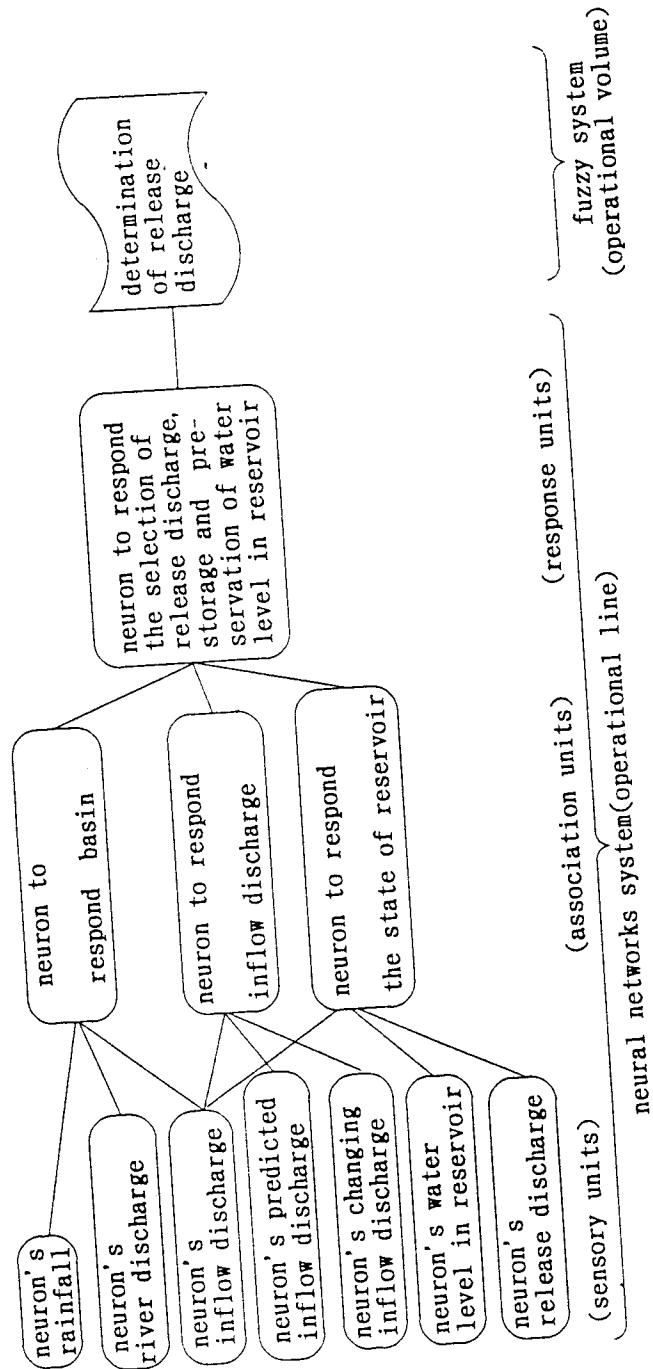 neuron's
rainfall
neuron's
river discharge
neuron's
inflow discharge
neuron's predicted
inflow discharge
neuron's changing
inflow discharge
neuron's water
level in reservoir
neuron's
release discharge
(sensory units)
neuron to
respond basin
neuron to respond
inflow discharge
neuron to respond
the state of reservoir
(association units)
neuron to respond
the selection of
release discharge,
storage and pre-
servation of water
level in reservoir
(response units)
neural networks system(operational line)
determination
of release
discharge
fuzzy system
(operational volume)